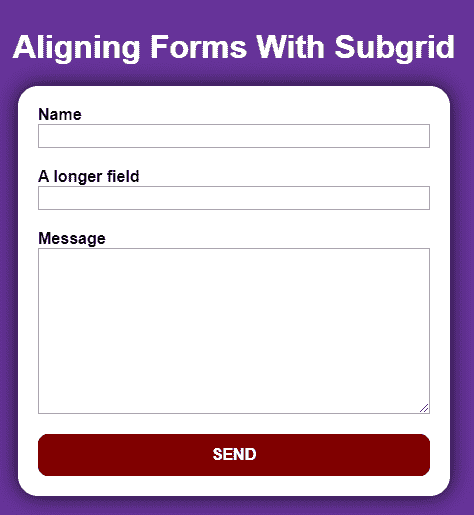 Aligning Forms With Subgrid
Name
A longer field
Message
SEND